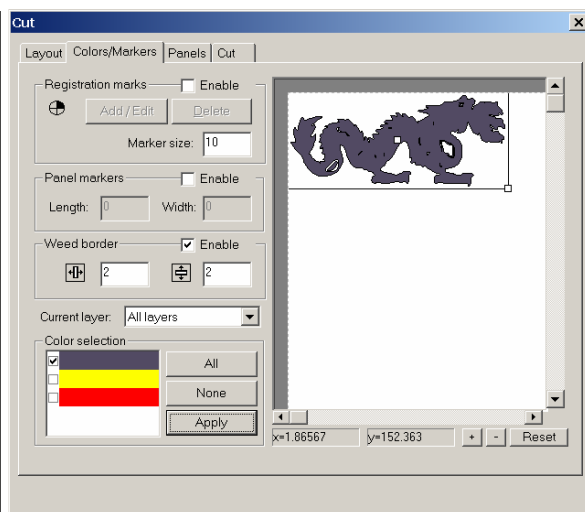 Cut
Layout Colors/Markers Panels Cut
Registration marks Enable
Add / Edit Delete
Marker size: 10
Panel markers Enable
Length: 0 Width: 0
Weed border Enable
2 2
Current layer: All layers
Color selection
All
None
Apply
x=1.86567 y=152.363 + - Reset